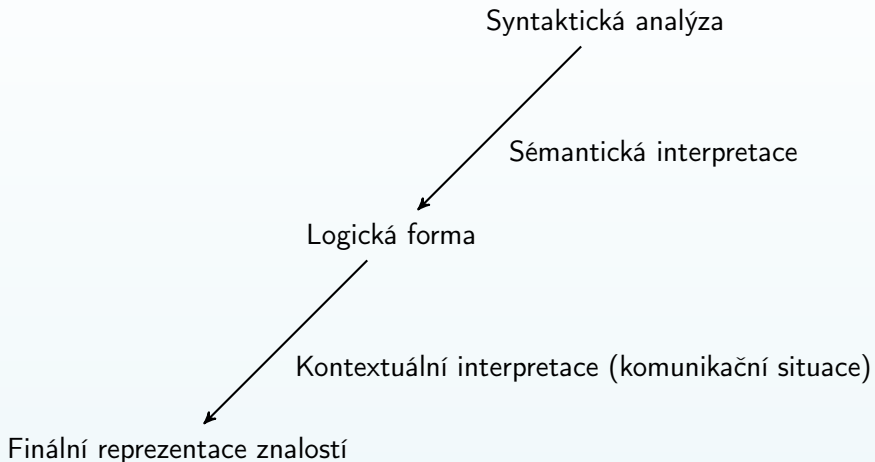 Syntaktická analýza
Sémantická interpretace
Logická forma
Kontextuální interpretace (komunikační situace)
Finální reprezentace znalostí